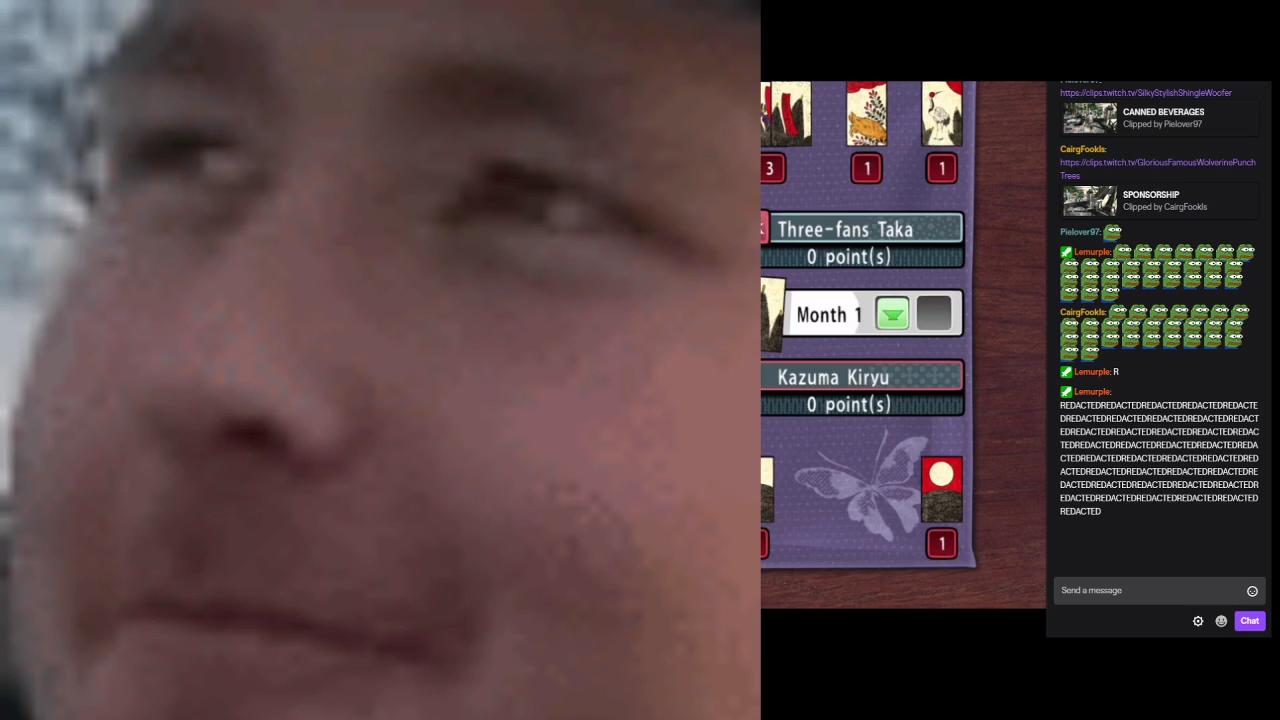 3
1
1
Three-fans Taka
0 point(s)
Month 1
Kazuma Kiryu
0 point(s)
1
https://clips.twitch.tv/SilkyStylishShingleWoofer
CANNED BEVERAGES
Clipped by Pielover97
CairgFookls:
https://clips.twitch.tv/GloriousFamousWolverinePunch
Trees
SPONSORSHIP
Clipped by CairgFookls
Pielover97:
Lemurple:
CairgFookls:
Lemurple: R
Lemurple:
REDACTEDREDACTEDREDACTEDREDACTEDREDACTE
DREDACTEDREDACTEDREDACTEDREDACTEDREDACT
EDREDACTEDREDACTEDREDACTEDREDACTEDREDAC
TEDREDACTEDREDACTEDREDACTEDREDACTEDREDA
CTEDREDACTEDREDACTEDREDACTEDREDACTEDRED
ACTEDREDACTEDREDACTEDREDACTEDREDACTEDRE
DACTEDREDACTEDREDACTEDREDACTEDREDACTEDR
EDACTEDREDACTEDREDACTEDREDACTEDREDACTED
REDACTED
Send a message
Chat